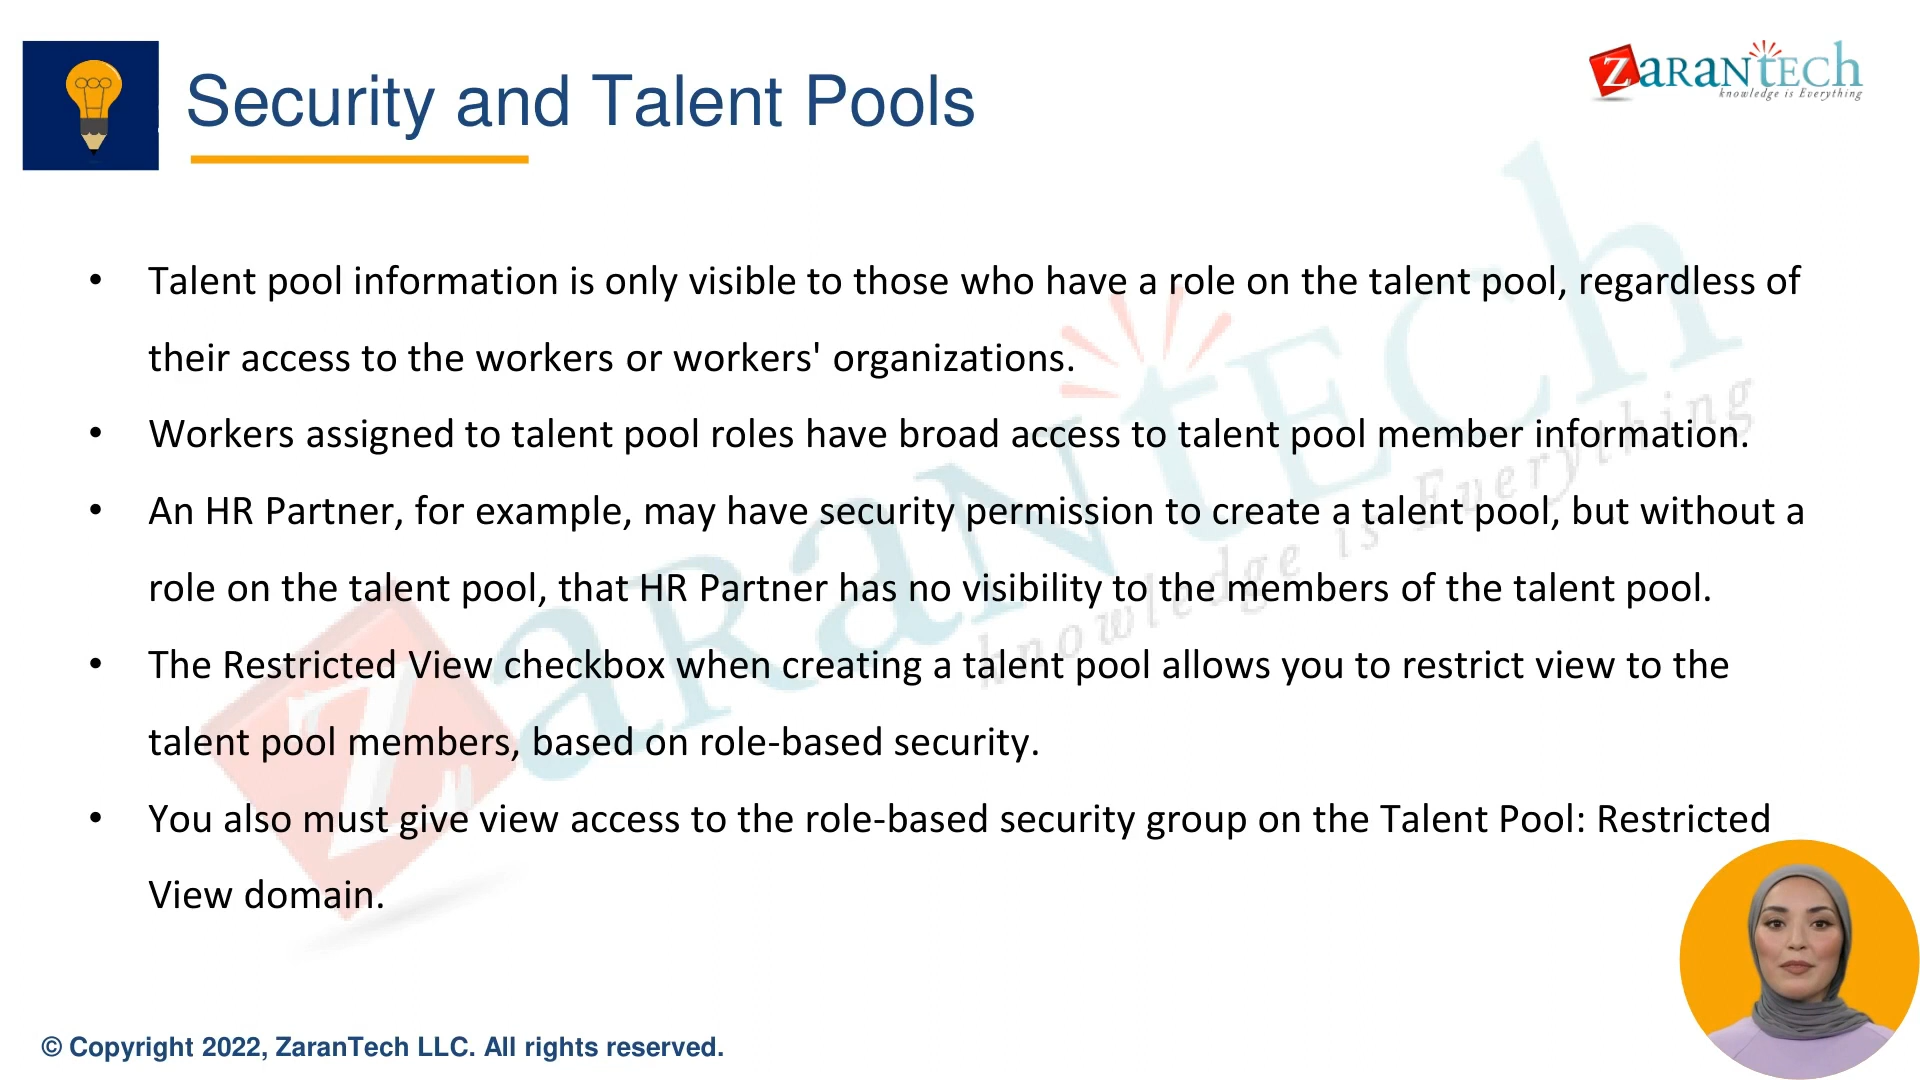 Security and Talent Pools
ZaranTech
knowledge is Everything
• Talent pool information is only visible to those who have a role on the talent pool, regardless of
their access to the workers or workers' organizations.
• Workers assigned to talent pool roles have broad access to talent pool member information.
• An HR Partner, for example, may have security permission to create a talent pool, but without a
role on the talent pool, that HR Partner has no visibility to the members of the talent pool.
• The Restricted View checkbox when creating a talent pool allows you to restrict view to the
talent pool members, based on role-based security.
• You also must give view access to the role-based security group on the Talent Pool: Restricted
View domain.
ZaranTech
knowledge is Everything
© Copyright 2022, ZaranTech LLC. All rights reserved.